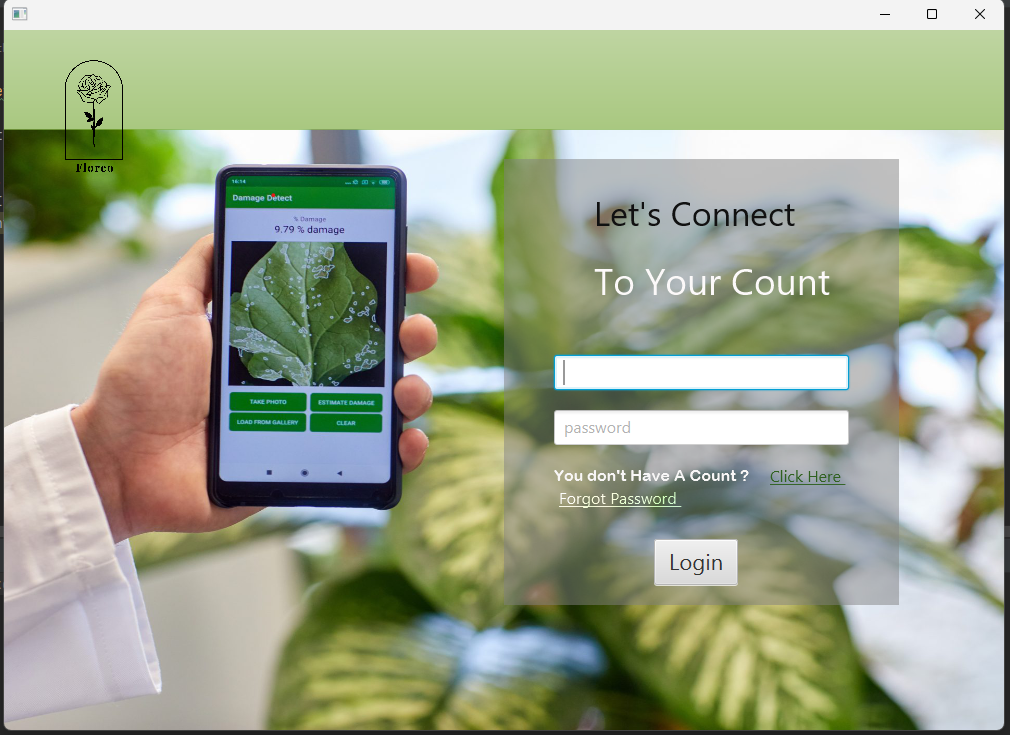 Floreo
16:14
Damage Detect
% Damage
9.79 % damage
TAKE PHOTO
ESTIMATE DAMAGE
LOAD FROM GALLERY
CLEAR
Let's Connect
To Your Count
password
You don't Have A Count ? Click Here
Forgot Password
Login